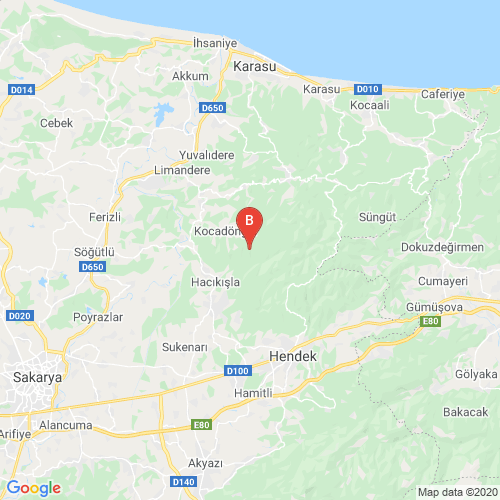 İhsaniye
Karasu
Akkum
D014
Karasu
D010
Caferiye
Kocaali
D650
Cebek
Yuvalıdere
Limandere
Ferizli
Süngüt
B
Söğütlü
Dokuzdeğirmen
D650
Hacıkışla
Cumayeri
Gümüşova
D020
Poyrazlar
E80
Sukenarı
Hendek
D100
Sakarya
Gölyaka
Hamitli
Bakacak
Alancuma
E80
Arifiye
Akyazı
D140
Google
Map data ©2020